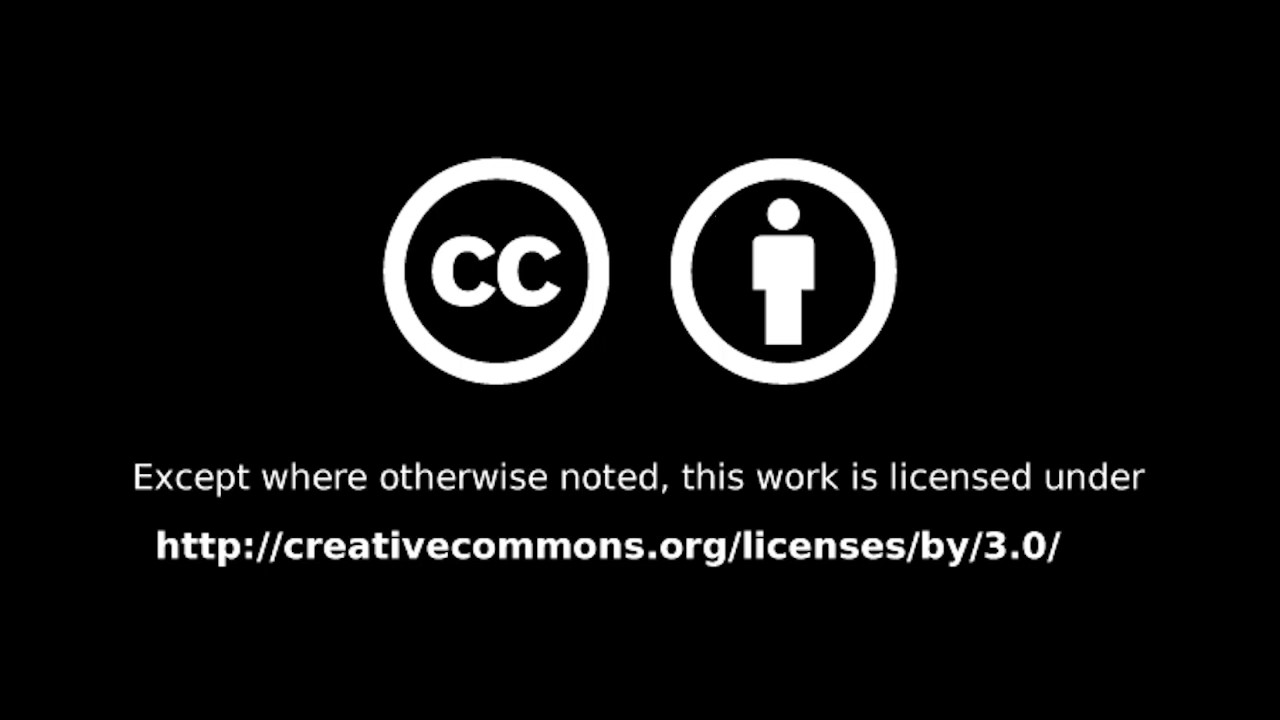 cc
Except where otherwise noted, this work is licensed under
http://creativecommons.org/licenses/by/3.0/